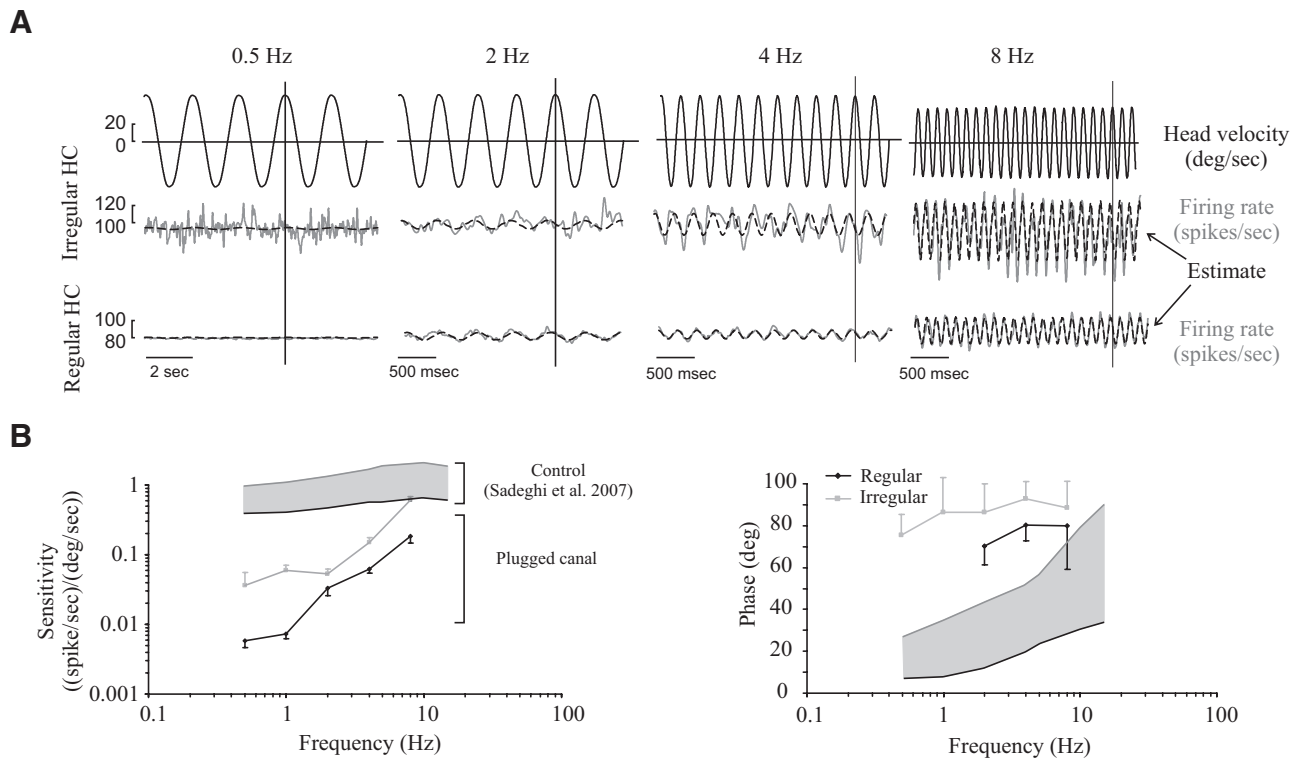 A
0.5 Hz
2 Hz
4 Hz
8 Hz
Irregular HC
20
0
120
100
Head velocity
(deg/sec)
Firing rate
(spikes/sec)
Estimate
Regular HC
100
80
Firing rate
(spikes/sec)
2 sec
500 msec
500 msec
500 msec
B
Sensitivity
((spike/sec)/(deg/sec))
1
0.1
0.01
0.001
0.1
1
10
100
Frequency (Hz)
Control
(Sadeghi et al. 2007)
Plugged canal
Phase (deg)
100
80
60
40
20
0
0.1
1
10
100
Frequency (Hz)
Regular
Irregular